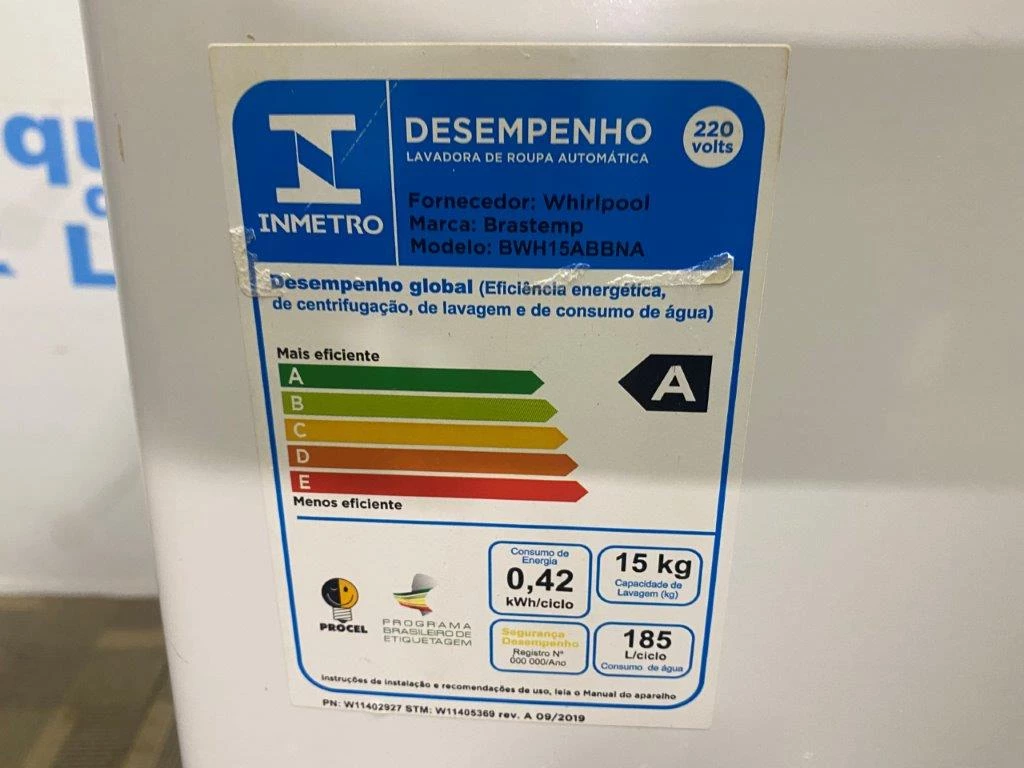 INMETRO
DESEMPENHO
LAVADORA DE ROUPA AUTOMÁTICA
220
volts
Fornecedor: Whirlpool
Marca: Brastemp
Modelo: BWH15ABBNA
Desempenho global (Eficiência energética,
de centrifugação, de lavagem e de consumo de água)
Mais eficiente
A
B
C
D
E
Menos eficiente
A
PROCEL
PROGRAMA
BRASILEIRO DE
ETIQUETAGEM
Consumo de
Energia
0,42
kWh/ciclo
15 kg
Capacidade de
Lavagem (kg)
Segurança
Desempenho
Registro Nº
000 000/Ano
185
L/ciclo
Consumo de água
Instruções de instalação e recomendações de uso, leia o Manual do aparelho
PN: W11402927 STM: W11405369 rev. A 09/2019